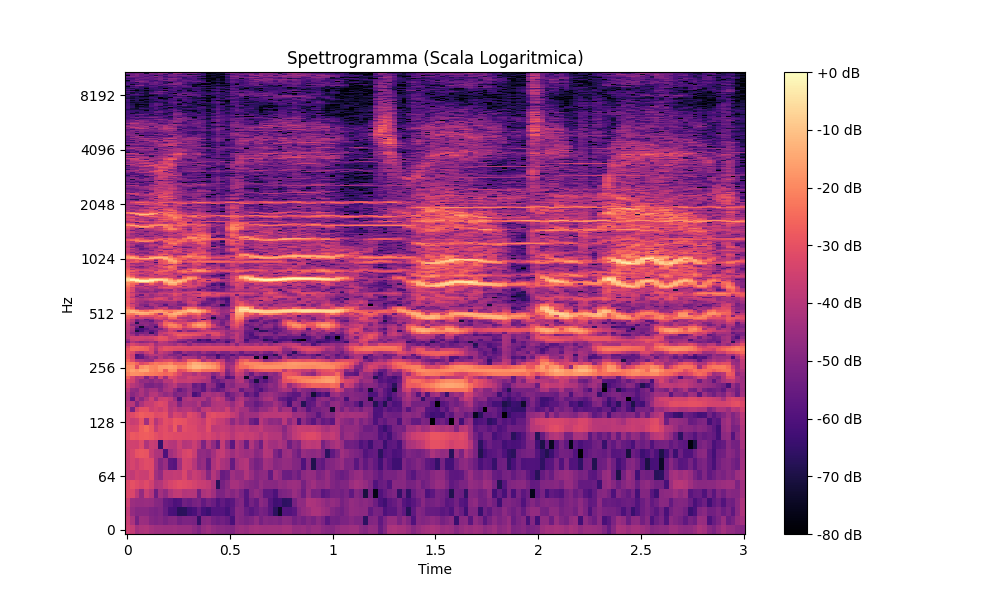 Spettrogramma (Scala Logaritmica)
Hz
8192
4096
2048
1024
512
256
128
64
0
0 0.5 1 1.5 2 2.5 3
Time
+0 dB
-10 dB
-20 dB
-30 dB
-40 dB
-50 dB
-60 dB
-70 dB
-80 dB